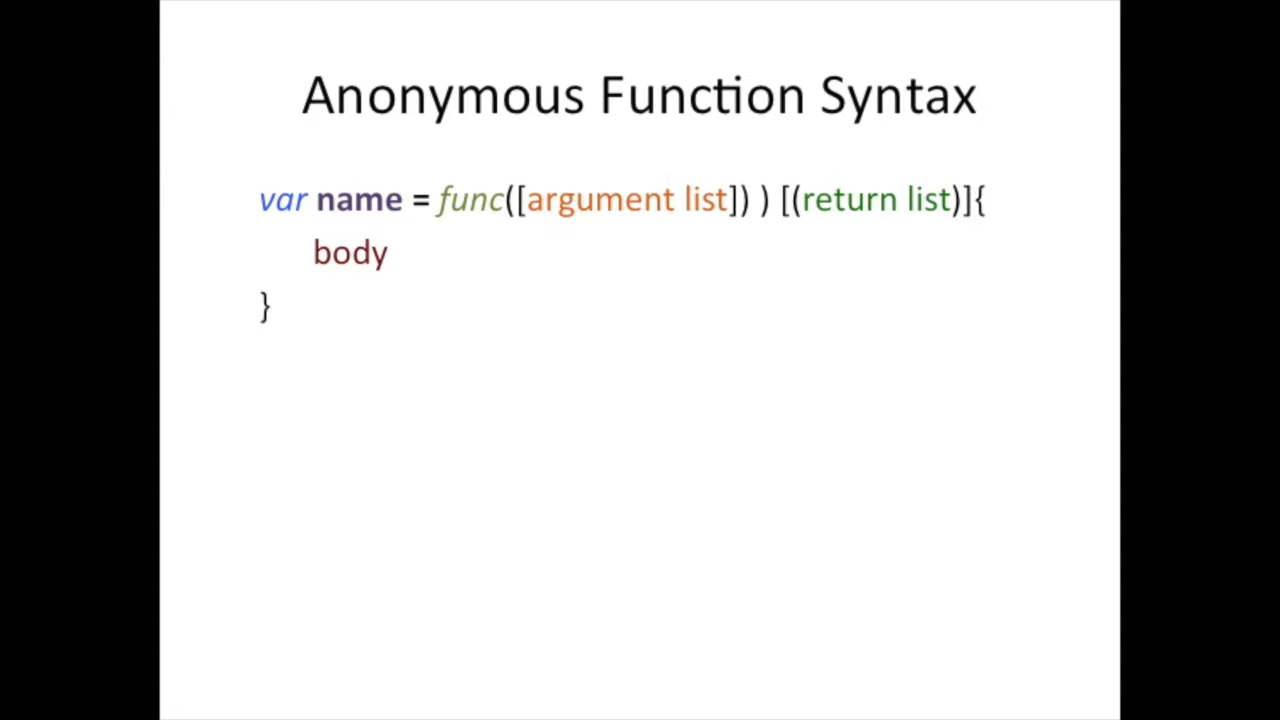 Anonymous Function Syntax
var name = func([argument list]) ) [(return list)]{
body
}